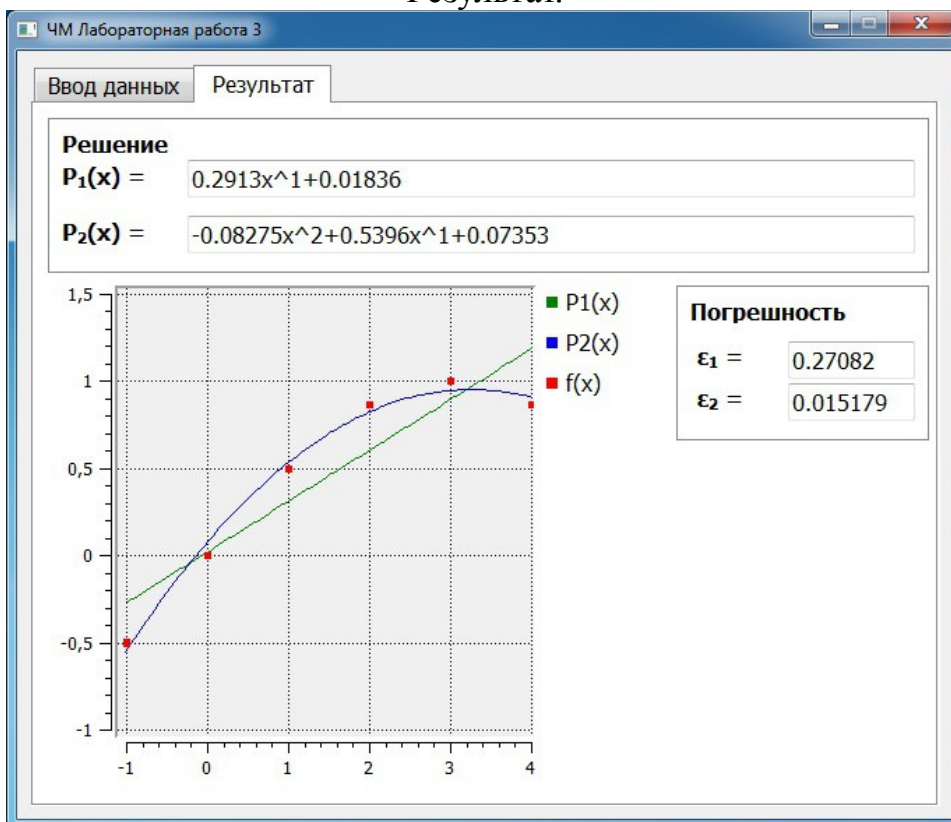 Результат:
ЧМ Лабораторная работа 3
Ввод данных Результат
Решение
P₁(x) = 0.2913x^1+0.01836
P₂(x) = -0.08275x^2+0.5396x^1+0.07353
1,5
1
0,5
0
-0,5
-1
-1 0 1 2 3 4
P1(x)
P2(x)
f(x)
Погрешность
ε₁ = 0.27082
ε₂ = 0.015179